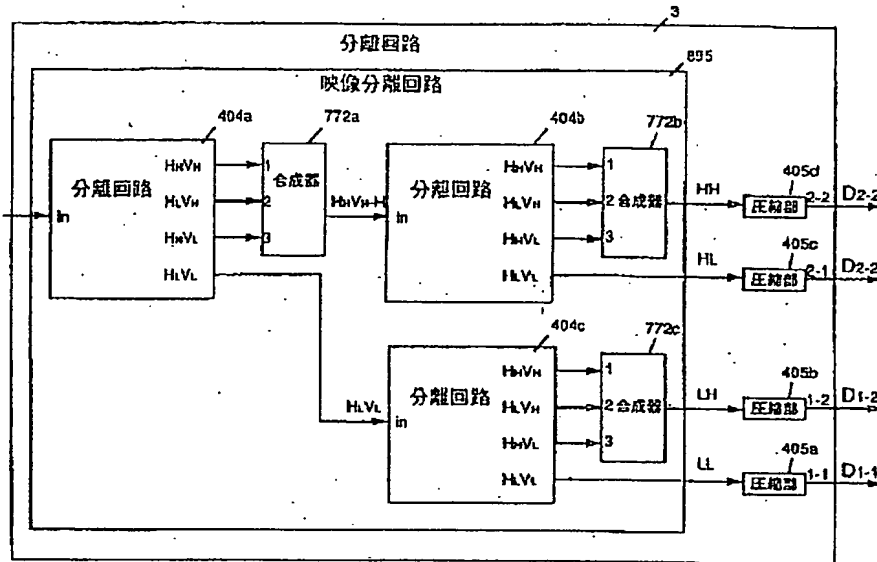 3
分離回路
895
映像分離回路
404a
772a
404b
772b
分離回路
in
HHVH
HLVH
HHVL
HLVL
1
2
3
合成器
HHVH-H
分離回路
in
HHVH
HLVH
HHVL
HLVL
1
2
3
合成器
HH
405d
圧縮部
2-2
D2-2
HL
405c
圧縮部
2-1
D2-2
404c
772c
HLVL
分離回路
in
HHVH
HLVH
HHVL
HLVL
1
2
3
合成器
LH
405b
圧縮部
1-2
D1-2
LL
405a
圧縮部
1-1
D1-1